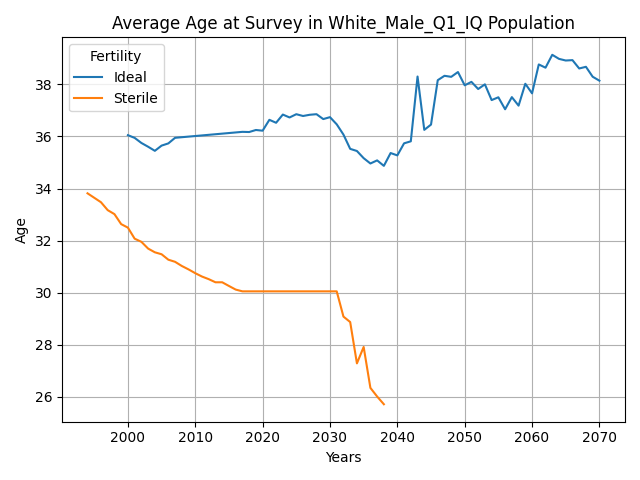 Average Age at Survey in White_Male_Q1_IQ Population
Fertility
Ideal
Sterile
Age
38
36
34
32
30
28
26
2000
2010
2020
2030
2040
2050
2060
2070
Years